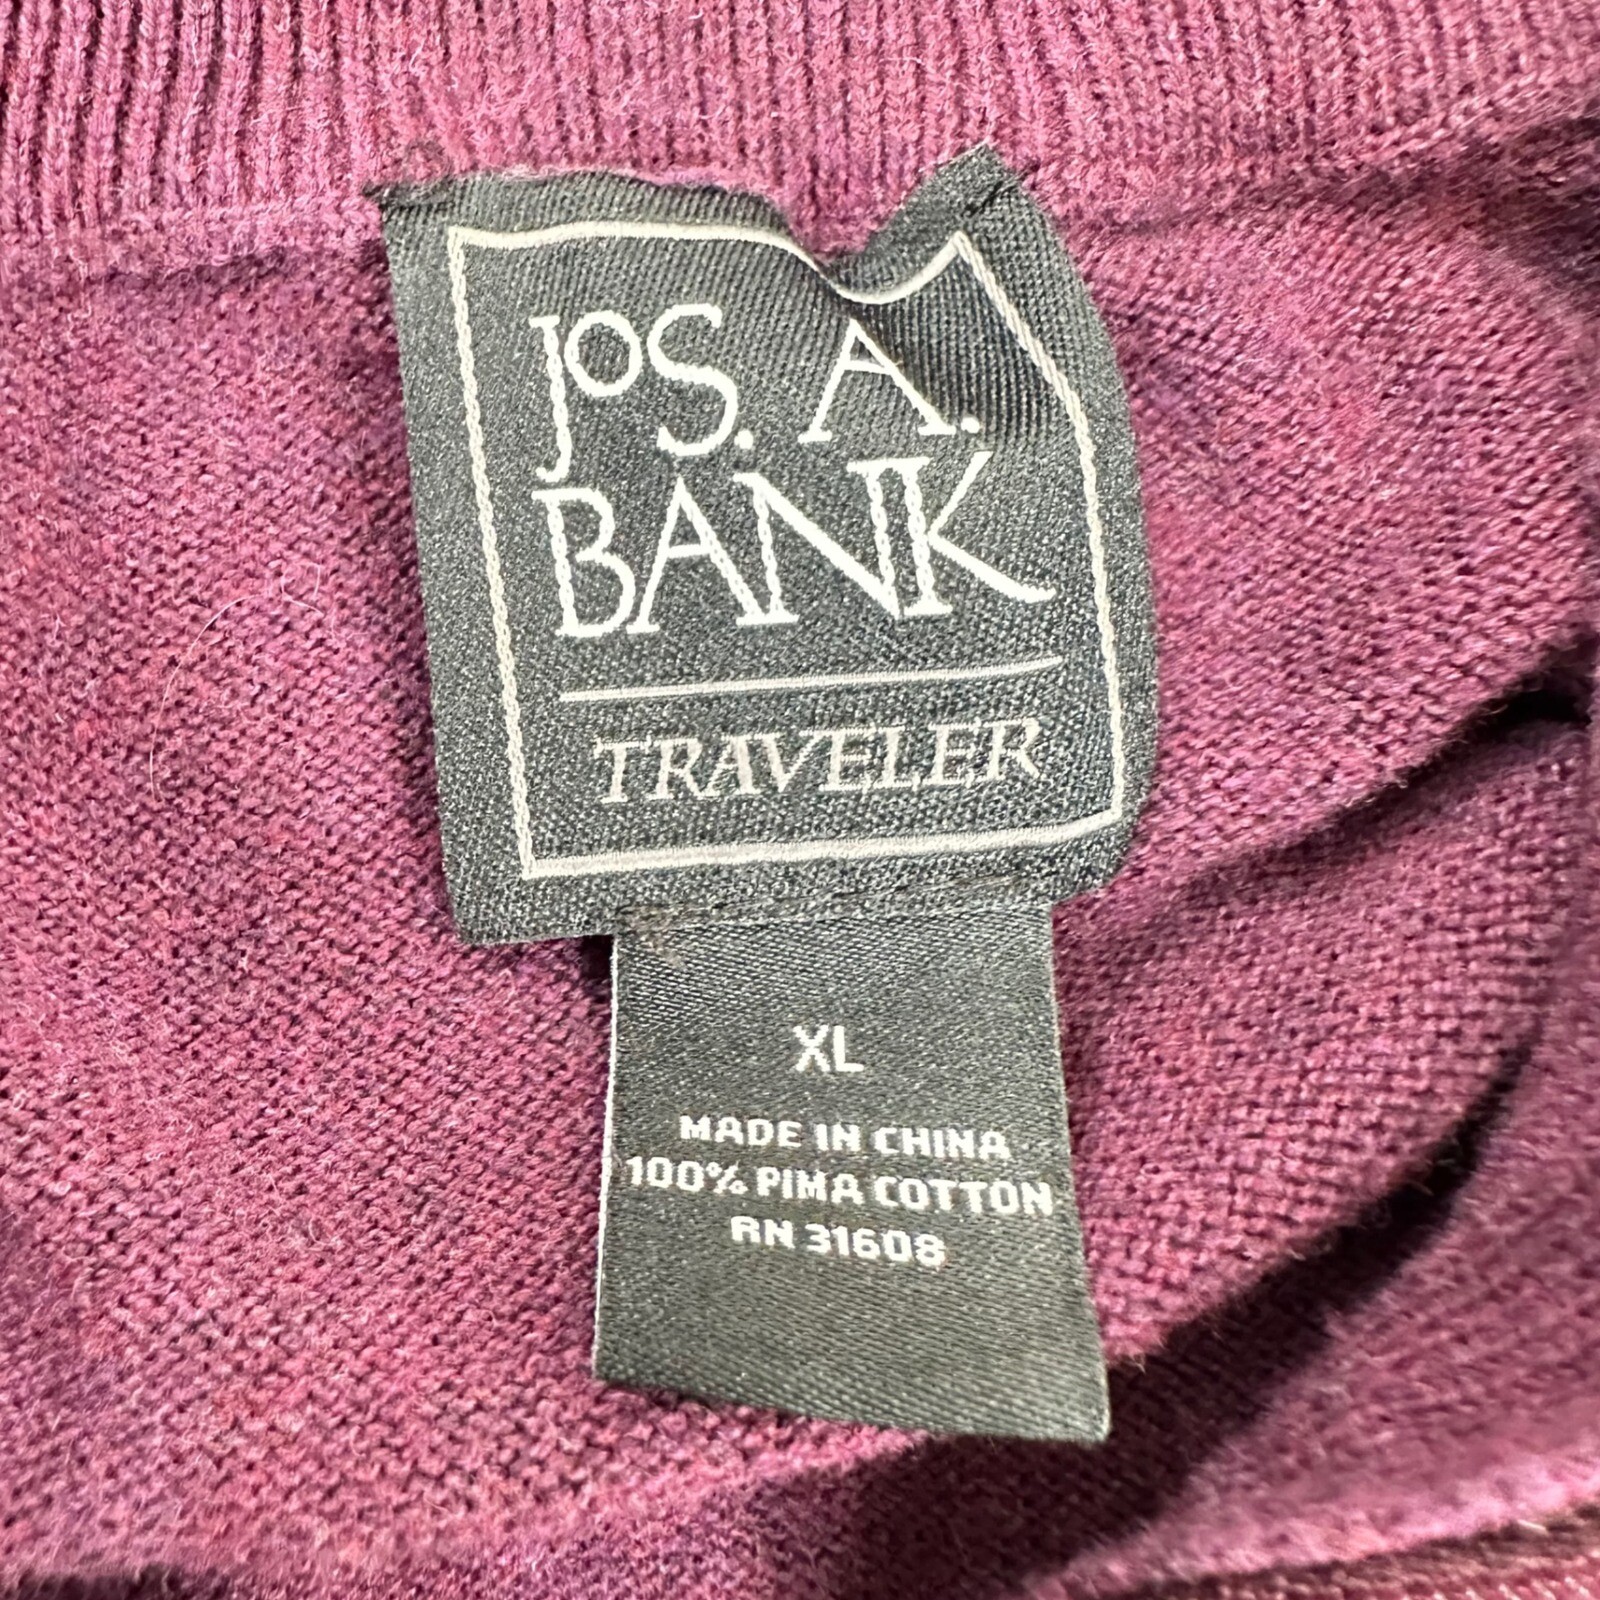 JOS. A.
BANK
TRAVELER
XL
MADE IN CHINA
100% PIMA COTTON
RN 31608